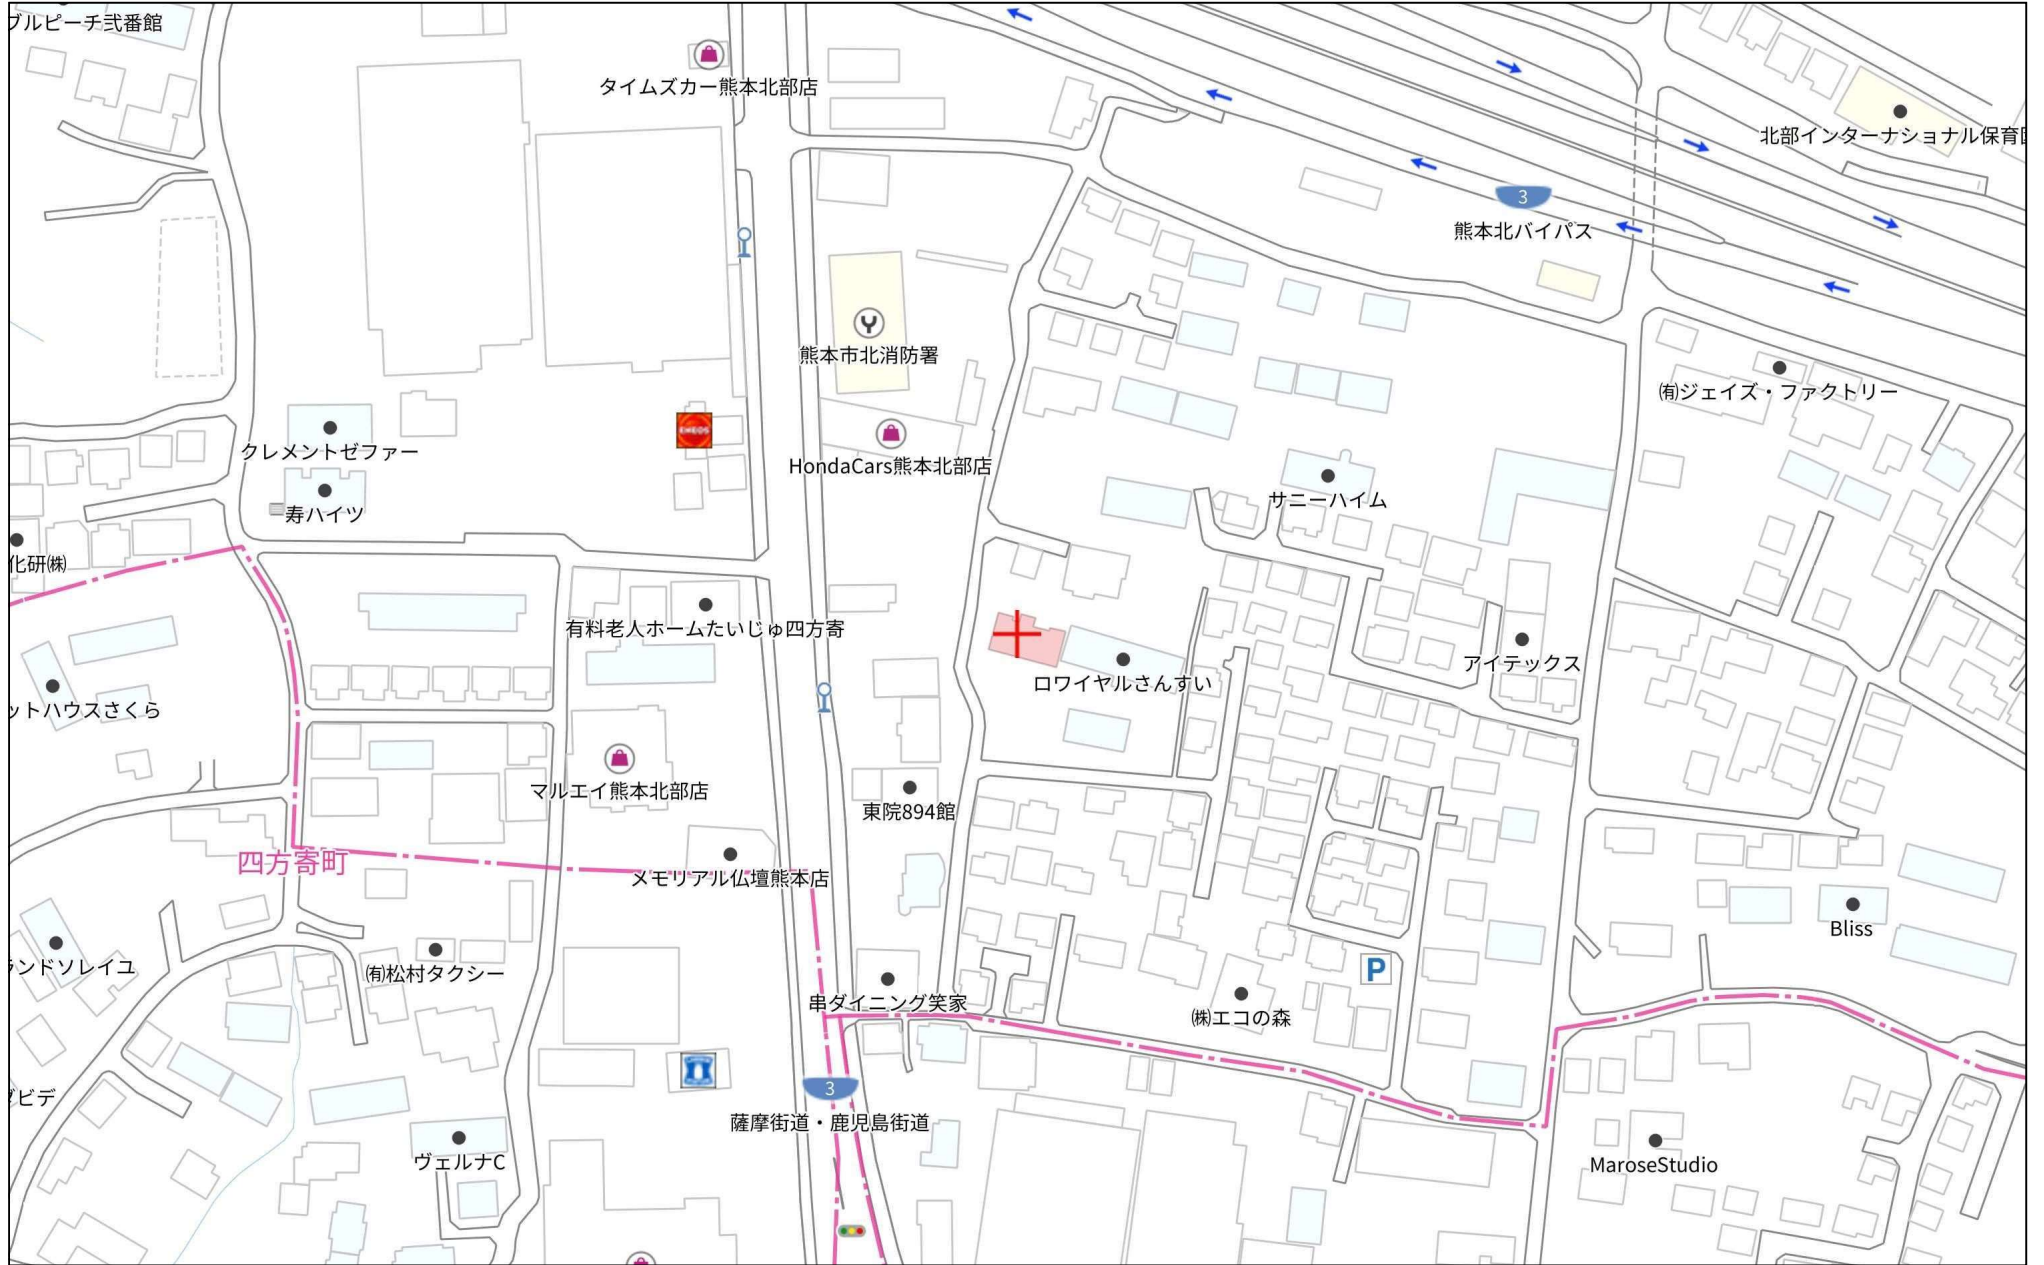 ブルピーチ弐番館
タイムズカー熊本北部店
北部インターナショナル保育
3
熊本北バイパス
熊本市北消防署
㈲ジェイズ・ファクトリー
クレメントゼファー
ENEOS
HondaCars熊本北部店
寿ハイツ
サニーハイム
化研㈱
有料老人ホームたいじゅ四方寄
アイテックス
ロワイヤルさんすい
ットハウスさくら
マルエイ熊本北部店
東院894館
四方寄町
メモリアル仏壇熊本店
Bliss
ランドソレイユ
㈲松村タクシー
P
串ダイニング笑家
㈱エコの森
ビデ
3
薩摩街道・鹿児島街道
ヴェルナC
MaroseStudio